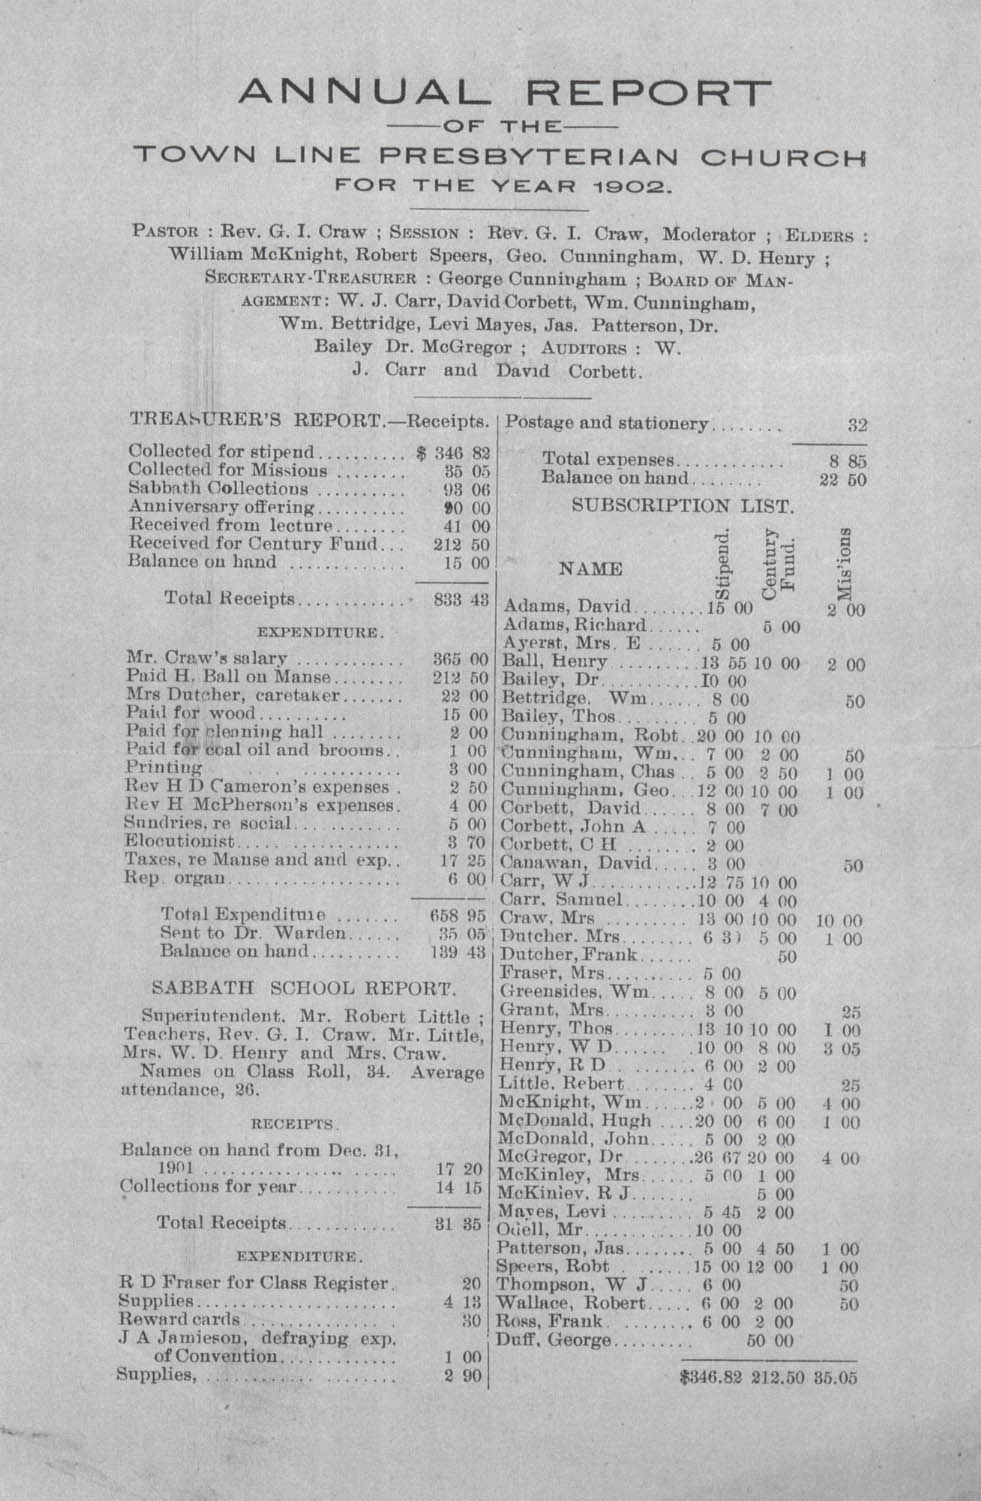 ANNUAL REPORT
OF THE
TOWN LINE PRESBYTERIAN CHURCH
FOR THE YEAR 1902.
PASTOR : Rev. G. I. Craw ; SESSION : Rev. G. I. Craw, Moderator ; ELDERS :
William McKnight, Robert Speers, Geo. Cunningham, W. D. Henry ;
SECRETARY-TREASURER : George Cunningham ; BOARD OF MAN-
AGEMENT: W. J. Carr, David Corbett, Wm. Cunningham,
Wm. Bettridge, Levi Mayes, Jas. Patterson, Dr.
Bailey Dr. McGregor ; AUDITORS : W.
J. Carr and David Corbett.
TREASURER'S REPORT.—Receipts.
Collected for stipend.......... $ 346 82
Collected for Missions ........ 35 05
Sabbath Collections .......... 93 06
Anniversary offering.......... 90 00
Received from lecture........ 41 00
Received for Century Fund... 212 50
Balance on hand ............. 15 00
Total Receipts............ 833 43
EXPENDITURE.
Mr. Craw's salary ............ 365 00
Paid H. Ball on Manse........ 212 50
Mrs Dutcher, caretaker....... 22 00
Paid for wood.......... 15 00
Paid for cleaning hall ........ 2 00
Paid for coal oil and brooms.. 1 00
Printing ............ 3 00
Rev H D Cameron's expenses . 2 50
Rev H McPherson's expenses. 4 00
Sundries, re social............ 5 00
Elocutionist................. 3 70
Taxes, re Manse and and exp.. 17 25
Rep. organ................... 6 00
Total Expenditure ....... 658 95
Sent to Dr. Warden...... 35 05
Balance on hand.......... 139 43
SABBATH SCHOOL REPORT.
Superintendent, Mr. Robert Little ;
Teachers, Rev. G. I. Craw. Mr. Little,
Mrs. W. D. Henry and Mrs. Craw.
Names on Class Roll, 34. Average
attendance, 26.
RECEIPTS.
Balance on hand from Dec. 31,
1901 ..................... 17 20
Collections for year........... 14 15
Total Receipts............ 31 35
EXPENDITURE.
R D Fraser for Class Register. 20
Supplies....................... 4 13
Reward cards................ 30
J A Jamieson, defraying exp.
of Convention............. 1 00
Supplies, .................... 2 90
Postage and stationery........ 32
Total expenses............ 8 85
Balance on hand........ 22 50
SUBSCRIPTION LIST.
NAME Stipend. Century Fund. Mis'ions
Adams, David........ 15 00 2 00
Adams, Richard...... 5 00
Ayerst, Mrs. E ...... 5 00
Ball, Henry .......... 13 55 10 00 2 00
Bailey, Dr........... 10 00
Bettridge, Wm...... 8 00 50
Bailey, Thos......... 5 00
Cunningham, Robt.. 20 00 10 00
Cunningham, Wm... 7 00 2 00 50
Cunningham, Chas .. 5 00 2 50 1 00
Cunningham, Geo... 12 00 10 00 1 00
Corbett, David...... 8 00 7 00
Corbett, John A ..... 7 00
Corbett, C H ........ 2 00
Canawan, David..... 3 00 50
Carr, W J............ 12 75 10 00
Carr, Samuel........ 10 00 4 00
Craw, Mrs ......... 13 00 10 00 10 00
Dutcher. Mrs........ 6 3 5 00 1 00
Dutcher, Frank...... 50
Fraser, Mrs.......... 5 00
Greensides, Wm..... 8 00 5 00
Grant, Mrs.......... 3 00 25
Henry, Thos......... 13 10 10 00 1 00
Henry, W D...... . 10 00 8 00 3 05
Henry, R D . ....... 6 00 2 00
Little, Robert........ 4 00 25
McKnight, Wm...... 2 00 5 00 4 00
McDonald, Hugh .... 20 00 6 00 1 00
McDonald, John..... 5 00 2 00
McGregor, Dr ....... 26 67 20 00 4 00
McKinley, Mrs...... 5 00 1 00
McKinley, R J....... 5 00
Mayes, Levi ......... 5 45 2 00
Odell, Mr............ 10 00
Patterson, Jas........ 5 00 4 50 1 00
Speers, Robt . ...... 15 00 12 00 1 00
Thompson, W J..... 6 00 50
Wallace, Robert..... 6 00 2 00 50
Ross, Frank. ........ 6 00 2 00
Duff, George......... 50 00
$346.82 212.50 35.05